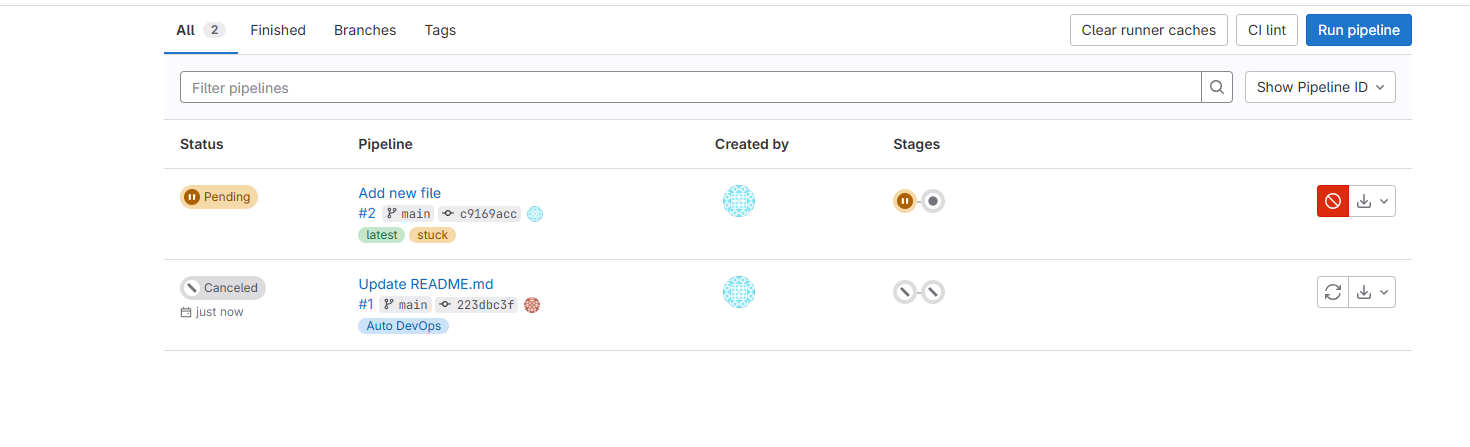 All 2 Finished Branches Tags Clear runner caches CI lint Run pipeline
Filter pipelines Show Pipeline ID
Status Pipeline Created by Stages
Pending Add new file
#2 main c9169acc
latest stuck
Canceled Update README.md
just now #1 main 223dbc3f
Auto DevOps